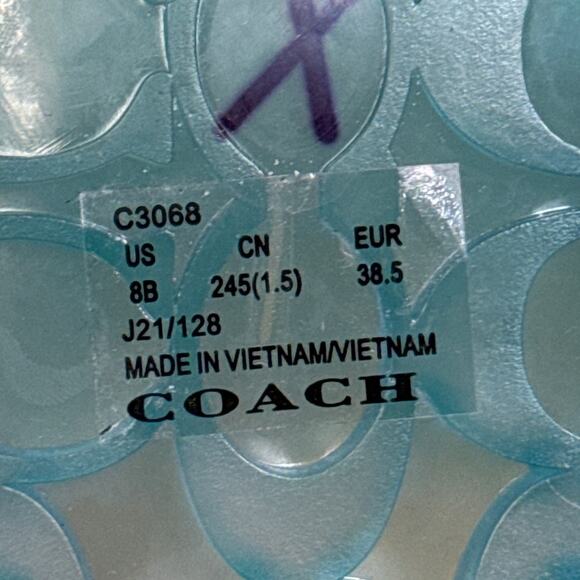 C3068
US CN EUR
8B 245(1.5) 38.5
J21/128
MADE IN VIETNAM/VIETNAM
COACH